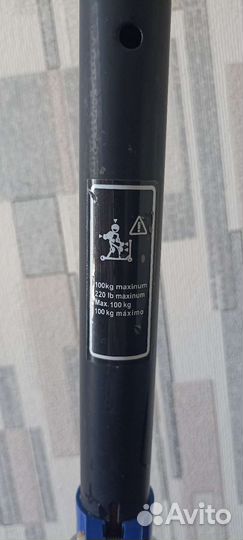 100kg maximum
220 lb maximum
Max. 100 kg
100 kg máximo
Avito